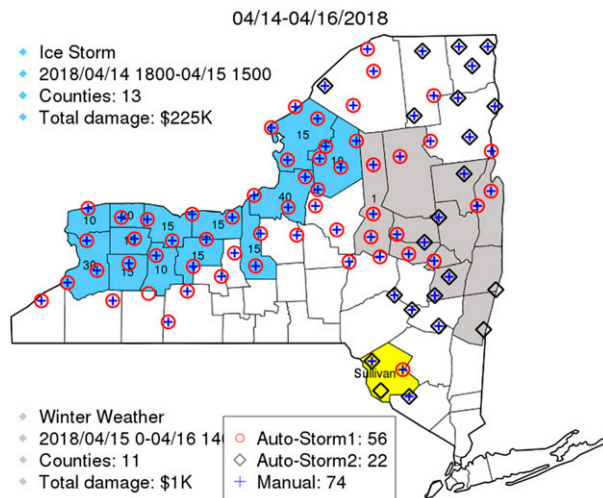 04/14-04/16/2018
Ice Storm
2018/04/14 1800-04/15 1500
Counties: 13
Total damage: $225K
15
40
1
10
15
15
15
15
30
15
10
15
Sullivan
Winter Weather
2018/04/15 0-04/16 140
Counties: 11
Total damage: $1K
Auto-Storm1: 56
Auto-Storm2: 22
Manual: 74